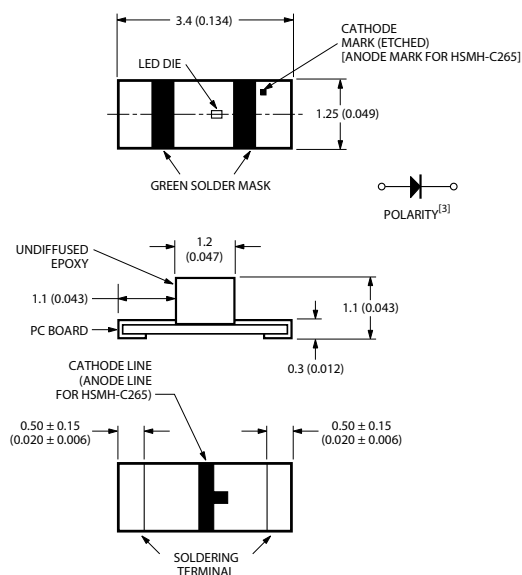 3.4 (0.134)
CATHODE
MARK (ETCHED)
[ANODE MARK FOR HSMH-C265]
LED DIE
1.25 (0.049)
GREEN SOLDER MASK
POLARITY[3]
UNDIFFUSED
EPOXY
1.2
(0.047)
1.1 (0.043)
1.1 (0.043)
PC BOARD
0.3 (0.012)
CATHODE LINE
(ANODE LINE
FOR HSMH-C265)
0.50 ± 0.15
(0.020 ± 0.006)
0.50 ± 0.15
(0.020 ± 0.006)
SOLDERING
TERMINAL